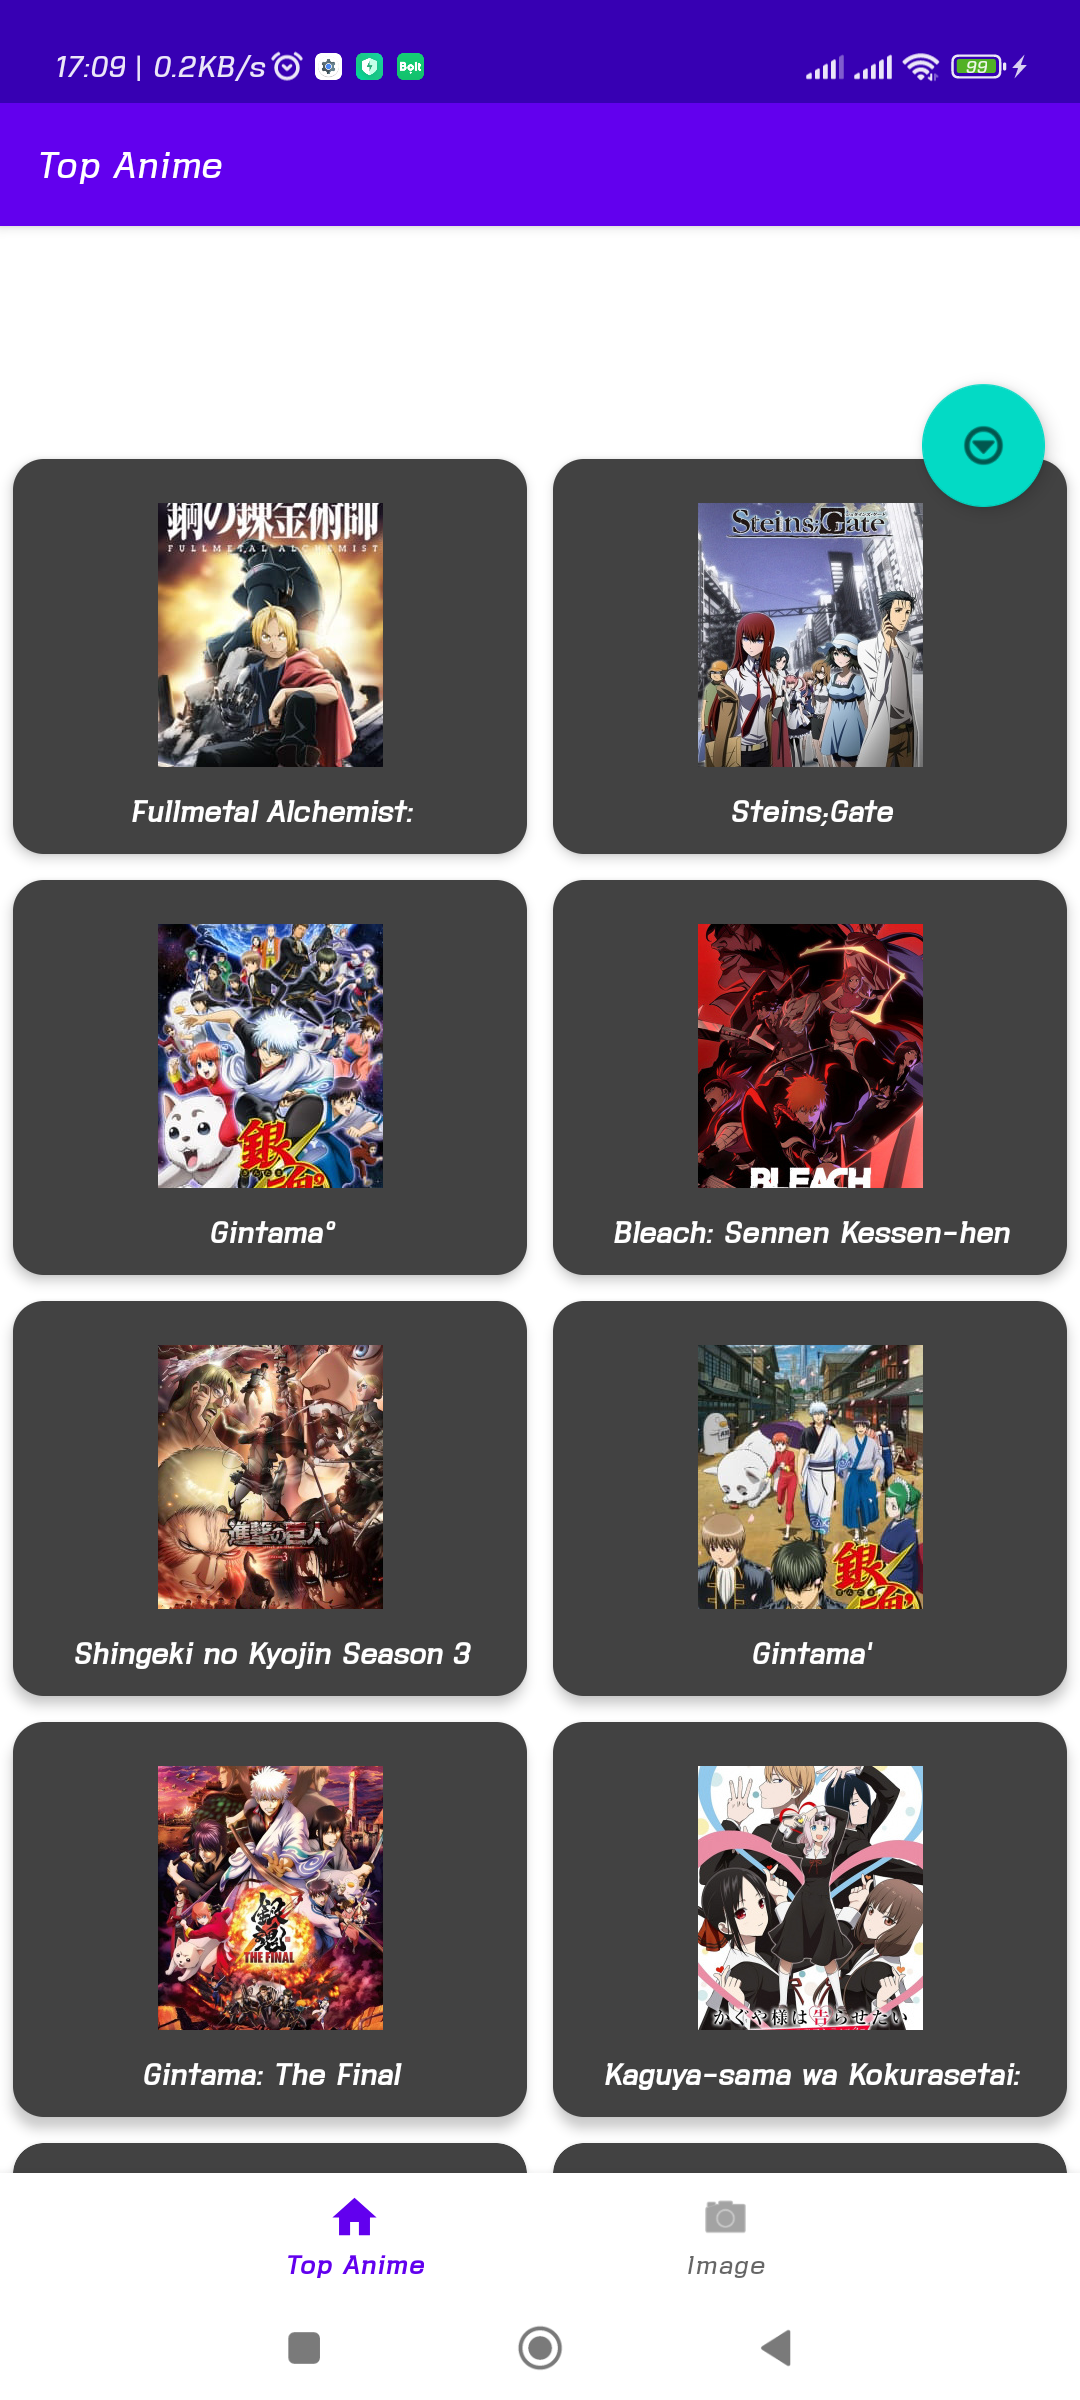 17:09 | 0.2KB/s
Bolt
99
Top Anime
鋼の錬金術師
FULLMETAL ALCHEMIST
Steins;Gate
Fullmetal Alchemist:
Steins;Gate
銀魂°
BLEACH
Gintama°
Bleach: Sennen Kessen-hen
進撃の巨人
3
銀魂'
Shingeki no Kyojin Season 3
Gintama'
銀魂
THE FINAL
かぐや様は告らせたい
Gintama: The Final
Kaguya-sama wa Kokurasetai:
Top Anime
Image